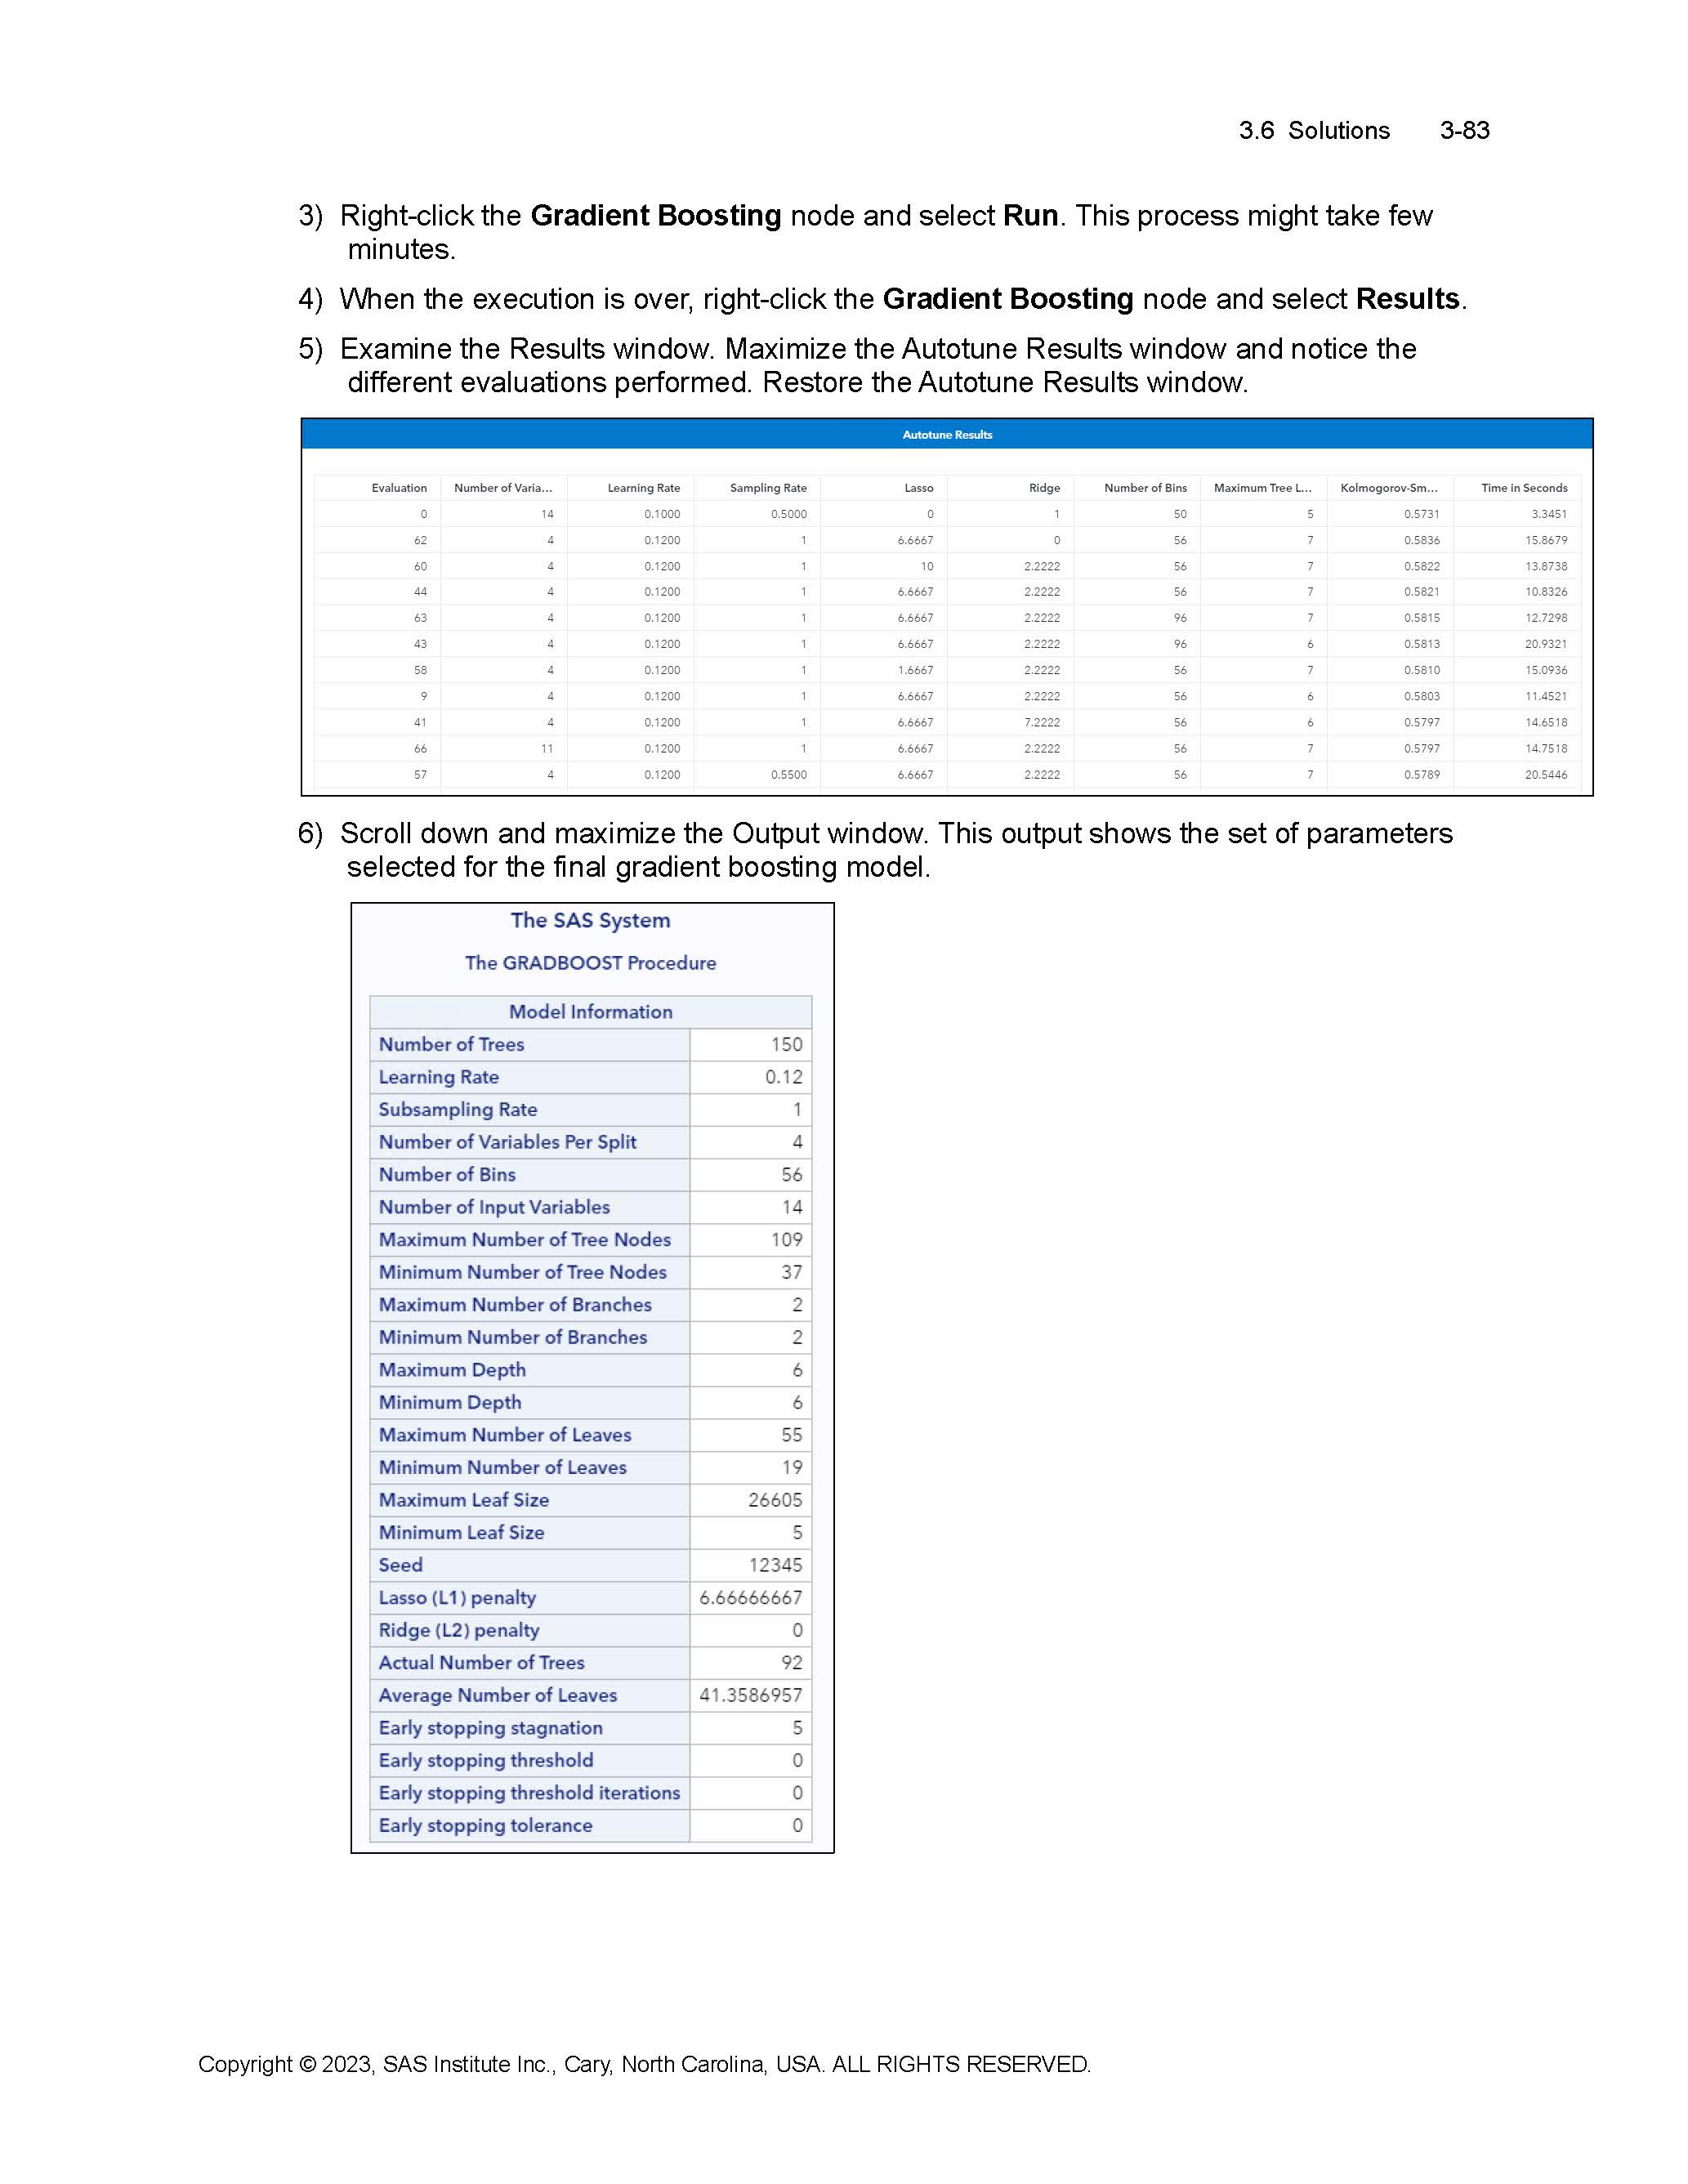 3.6 Solutions 3-83
3) Right-click the Gradient Boosting node and select Run. This process might take few
minutes.
4) When the execution is over, right-click the Gradient Boosting node and select Results.
5) Examine the Results window. Maximize the Autotune Results window and notice the
different evaluations performed. Restore the Autotune Results window.
Autotune Results
Evaluation Number of Varia... Learning Rate Sampling Rate Lasso Ridge Number of Bins Maximum Tree L... Kolmogorov-Sm... Time in Seconds
0 14 0.1000 0.5000 0 1 50 5 0.5731 3.3451
62 4 0.1200 1 6.6667 0 56 7 0.5836 15.8679
60 4 0.1200 1 10 2.2222 56 7 0.5822 13.8738
44 4 0.1200 1 6.6667 2.2222 56 7 0.5821 10.8326
63 4 0.1200 1 6.6667 2.2222 96 7 0.5815 12.7298
43 4 0.1200 1 6.6667 2.2222 96 6 0.5813 20.9321
58 4 0.1200 1 1.6667 2.2222 56 7 0.5810 15.0936
9 4 0.1200 1 6.6667 2.2222 56 6 0.5803 11.4521
41 4 0.1200 1 6.6667 7.2222 56 6 0.5797 14.6518
66 11 0.1200 1 6.6667 2.2222 56 7 0.5797 14.7518
57 4 0.1200 0.5500 6.6667 2.2222 56 7 0.5789 20.5446
6) Scroll down and maximize the Output window. This output shows the set of parameters
selected for the final gradient boosting model.
The SAS System
The GRADBOOST Procedure
Model Information
Number of Trees 150
Learning Rate 0.12
Subsampling Rate 1
Number of Variables Per Split 4
Number of Bins 56
Number of Input Variables 14
Maximum Number of Tree Nodes 109
Minimum Number of Tree Nodes 37
Maximum Number of Branches 2
Minimum Number of Branches 2
Maximum Depth 6
Minimum Depth 6
Maximum Number of Leaves 55
Minimum Number of Leaves 19
Maximum Leaf Size 26605
Minimum Leaf Size 5
Seed 12345
Lasso (L1) penalty 6.66666667
Ridge (L2) penalty 0
Actual Number of Trees 92
Average Number of Leaves 41.3586957
Early stopping stagnation 5
Early stopping threshold 0
Early stopping threshold iterations 0
Early stopping tolerance 0
Copyright © 2023, SAS Institute Inc., Cary, North Carolina, USA. ALL RIGHTS RESERVED.